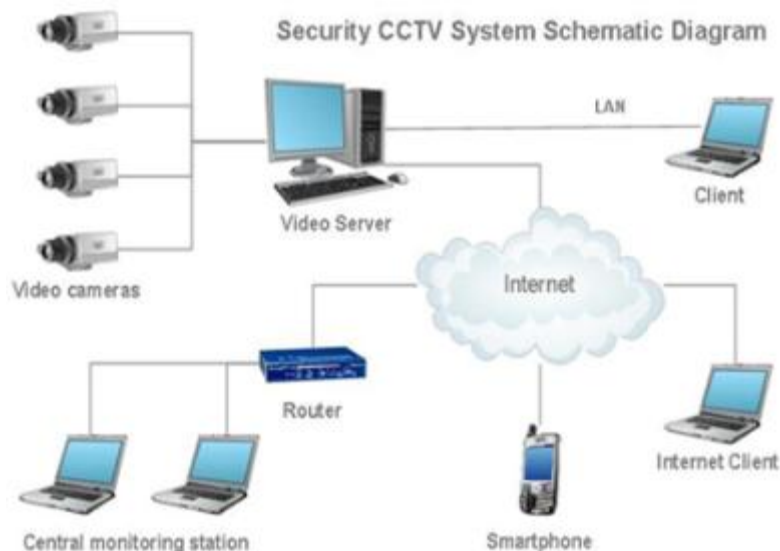 Security CCTV System Schematic Diagram
LAN
Client
Video Server
Video cameras
Internet
Router
Internet Client
Central monitoring station
Smartphone